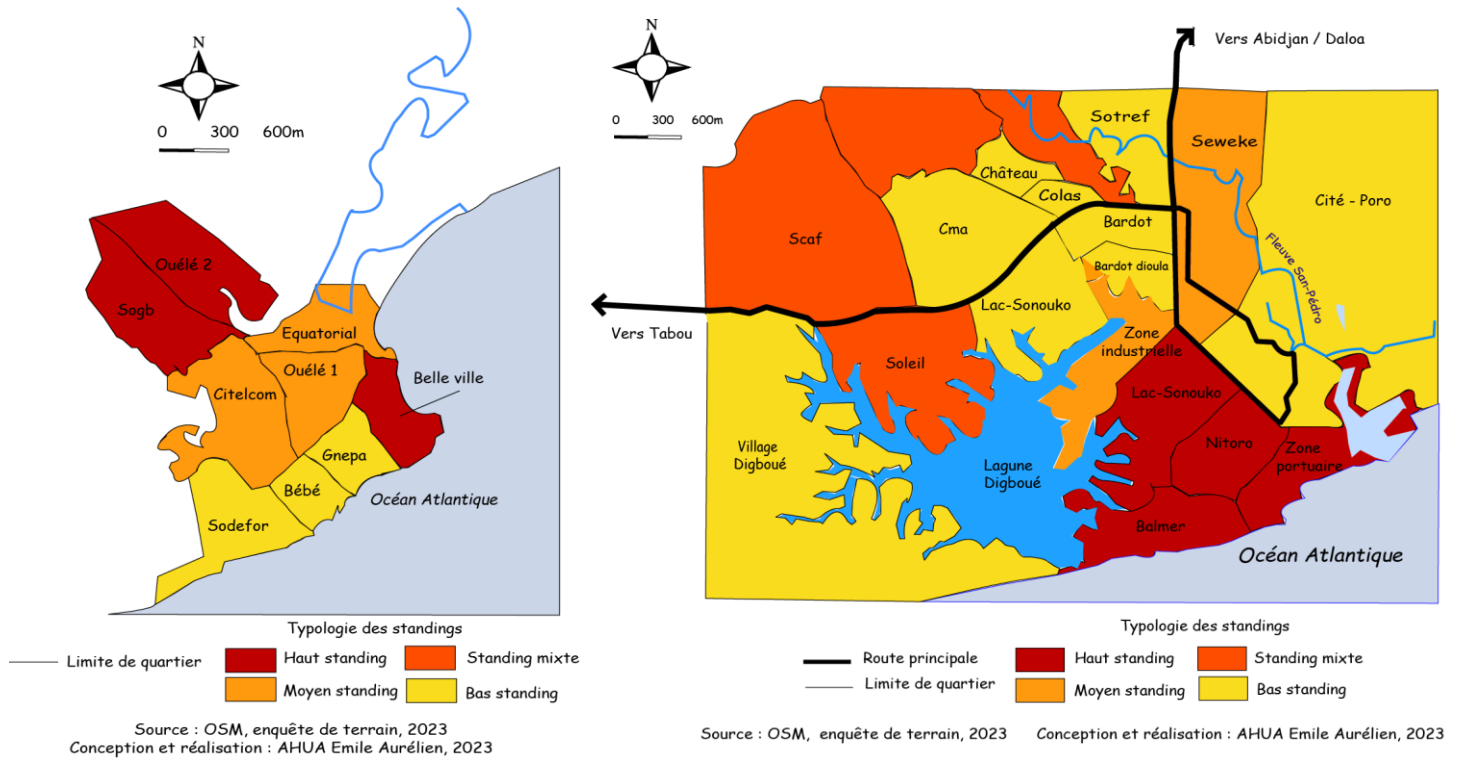 N
0 300 600m
Ouélé 2
Sogb
Equatorial
Ouélé 1
Belle ville
Citelcom
Gnepa
Bébé
Océan Atlantique
Sodefor
Typologie des standings
Limite de quartier
Haut standing
Standing mixte
Moyen standing
Bas standing
Source : OSM, enquête de terrain, 2023
Conception et réalisation : AHUA Emile Aurélien, 2023
N
0 300 600m
Vers Abidjan / Daloa
Sotref
Seweke
Château
Colas
Cité - Poro
Bardot
Cma
Scaf
Bardot dioula
Fleuve San-Pédro
Lac-Sonouko
Vers Tabou
Zone
industrielle
Soleil
Lac-Sonouko
Village
Digboué
Nitoro
Zone
portuaire
Lagune
Digboué
Balmer
Océan Atlantique
Typologie des standings
Route principale
Haut standing
Standing mixte
Limite de quartier
Moyen standing
Bas standing
Source : OSM, enquête de terrain, 2023
Conception et réalisation : AHUA Emile Aurélien, 2023